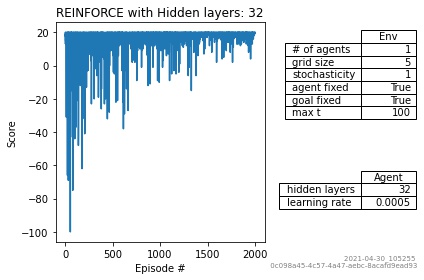 REINFORCE with Hidden layers: 32
20
0
−20
−40
−60
−80
−100
Score
0
500
1000
1500
2000
Episode #
Env
# of agents 1
grid size 5
stochasticity 1
agent fixed True
goal fixed True
max t 100
Agent
hidden layers 32
learning rate 0.0005
2021-04-30_105255
0c098a45-4c57-4a47-aebc-8acafd9ead93